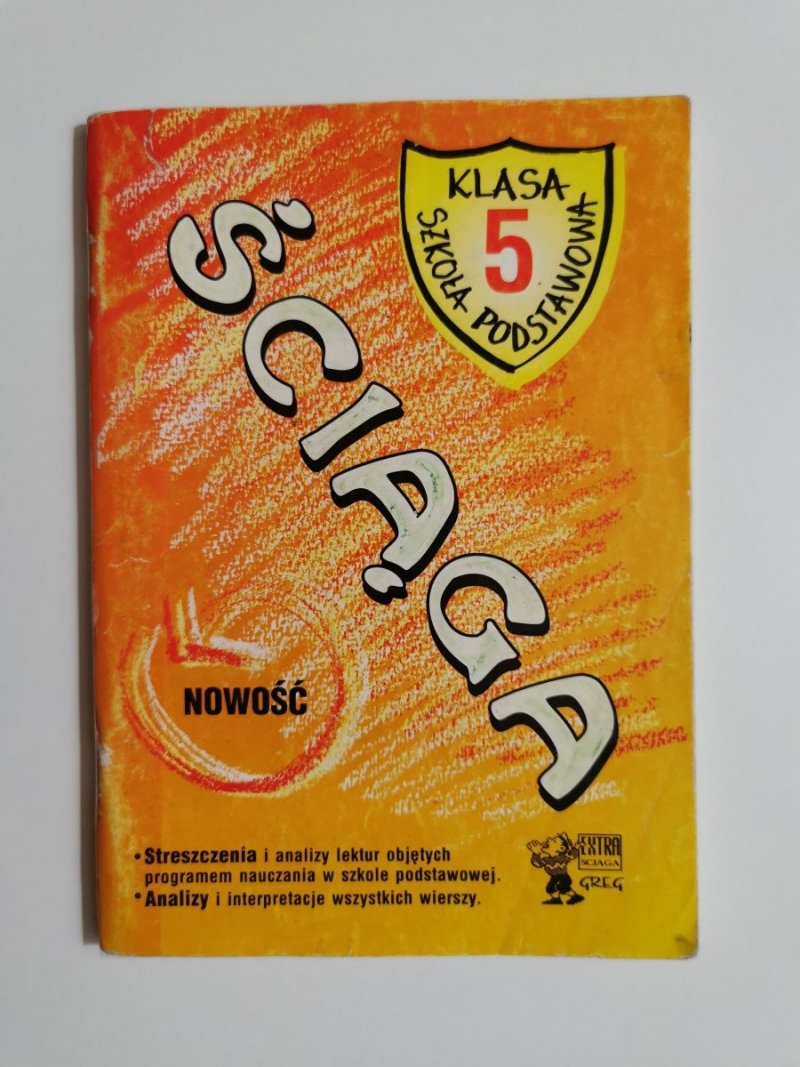 KLASA
5
SZKOŁA PODSTAWOWA
ŚCIĄGA
NOWOŚĆ
• Streszczenia i analizy lektur objętych
programem nauczania w szkole podstawowej.
• Analizy i interpretacje wszystkich wierszy.
EXTRA
ŚCIĄGA
GREG